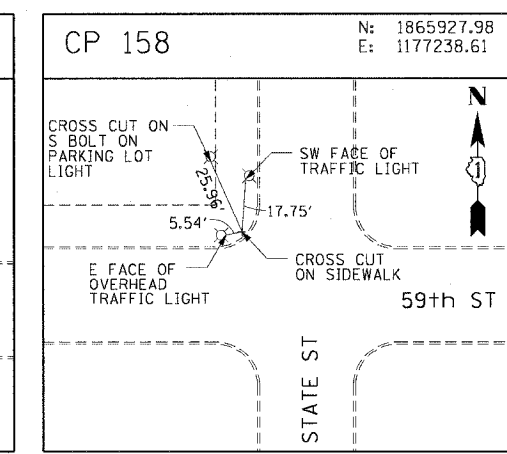 CP 158
N: 1865927.98
E: 1177238.61
CROSS CUT ON
S BOLT ON
PARKING LOT
LIGHT
N
1
SW FACE OF
TRAFFIC LIGHT
25.96'
17.75'
5.54'
E FACE OF
OVERHEAD
TRAFFIC LIGHT
CROSS CUT
ON SIDEWALK
59th ST
STATE ST